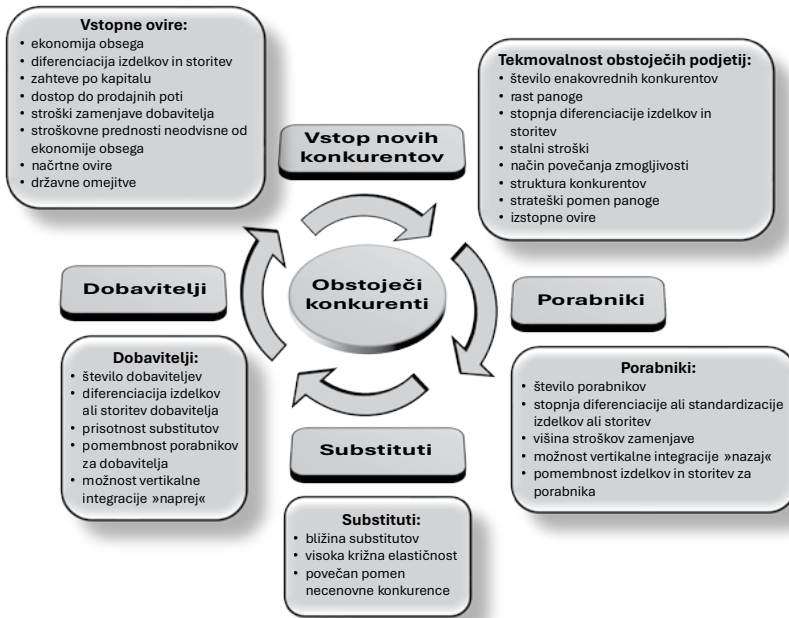 Vstopne ovire:
• ekonomija obsega
• diferenciacija izdelkov in storitev
• zahteve po kapitalu
• dostop do prodajnih poti
• stroški zamenjave dobavitelja
• stroškovne prednosti neodvisne od
ekonomije obsega
• načrtne ovire
• državne omejitve
Tekmovalnost obstoječih podjetij:
• število enakovrednih konkurentov
• rast panoge
• stopnja diferenciacije izdelkov in
storitev
• stalni stroški
• način povečanja zmogljivosti
• struktura konkurentov
• strateški pomen panoge
• izstopne ovire
Vstop novih
konkurentov
Dobavitelji
Obstoječi
konkurenti
Porabniki
Dobavitelji:
• število dobaviteljev
• diferenciacija izdelkov
ali storitev dobavitelja
• prisotnost substitutov
• pomembnost porabnikov
za dobavitelja
• možnost vertikalne
integracije »naprej«
Porabniki:
• število porabnikov
• stopnja diferenciacije ali standardizacije
izdelkov ali storitev
• višina stroškov zamenjave
• možnost vertikalne integracije »nazaj«
• pomembnost izdelkov in storitev za
porabnika
Substituti
Substituti:
• bližina substitutov
• visoka križna elastičnost
• povečan pomen
necenovne konkurence